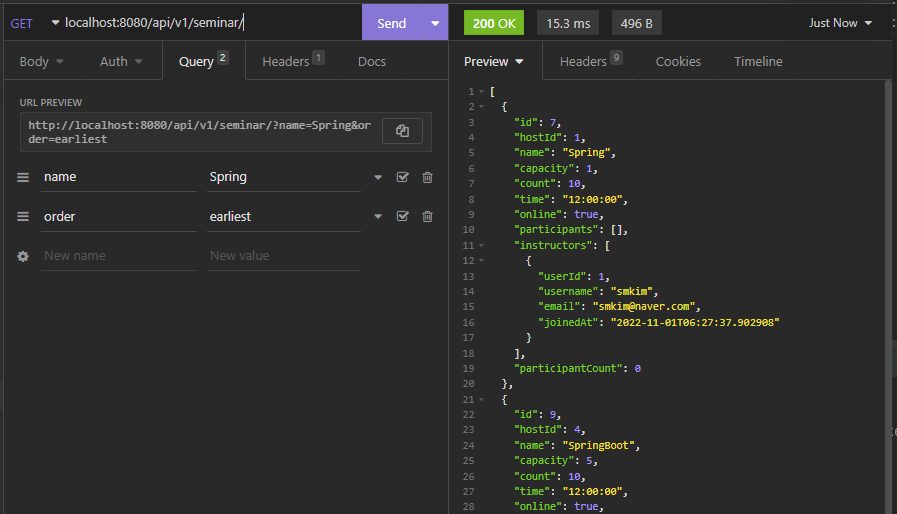 GET localhost:8080/api/v1/seminar/ Send
200 OK 15.3 ms 496 B Just Now
Body Auth Query 2 Headers 1 Docs
Preview Headers 9 Cookies Timeline
URL PREVIEW
http://localhost:8080/api/v1/seminar/?name=Spring&or
der=earliest
name Spring
order earliest
New name New value
1 [
2 {
3 "id": 7,
4 "hostId": 1,
5 "name": "Spring",
6 "capacity": 1,
7 "count": 10,
8 "time": "12:00:00",
9 "online": true,
10 "participants": [],
11 "instructors": [
12 {
13 "userId": 1,
14 "username": "smkim",
15 "email": "smkim@naver.com",
16 "joinedAt": "2022-11-01T06:27:37.902908"
17 }
18 ],
19 "participantCount": 0
20 },
21 {
22 "id": 9,
23 "hostId": 4,
24 "name": "SpringBoot",
25 "capacity": 5,
26 "count": 10,
27 "time": "12:00:00",
28 "online": true,